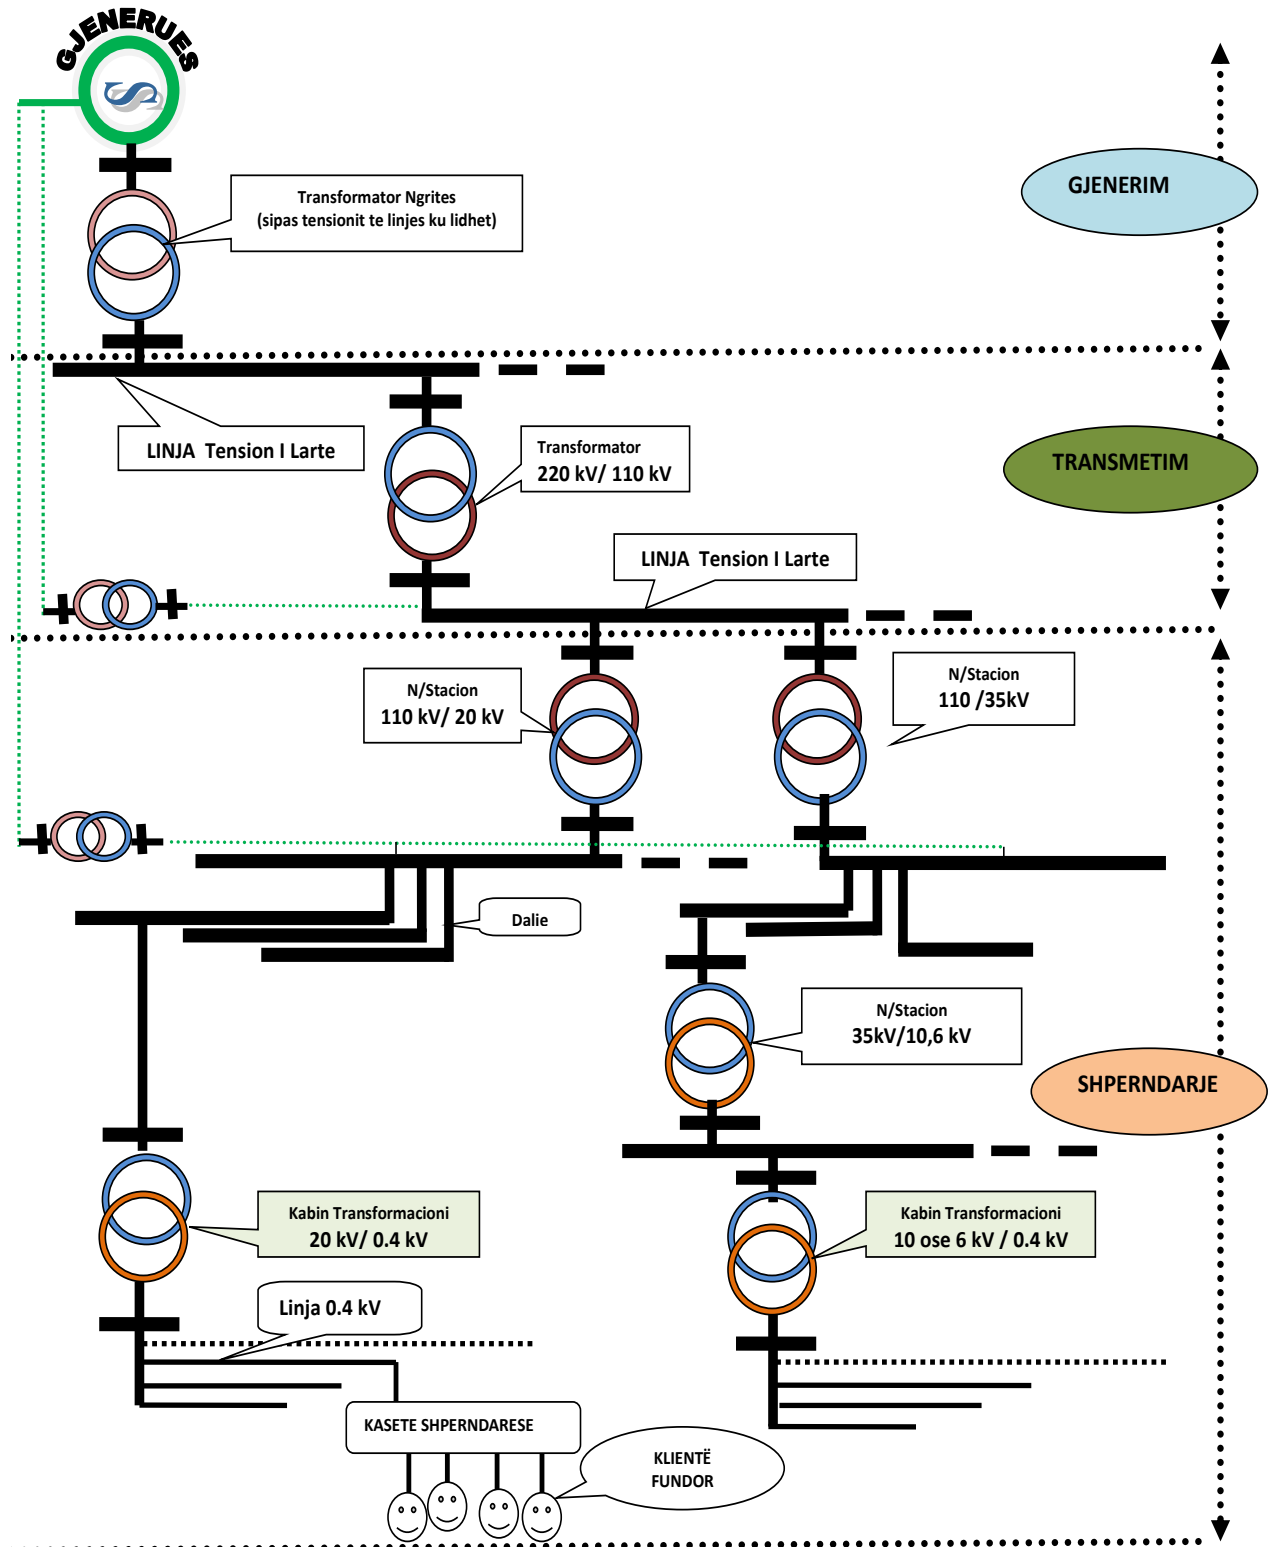 GJENERUES
GJENERIM
Transformator Ngrites
(sipas tensionit te linjes ku lidhet)
LINJA Tension I Larte
Transformator
220 kV/ 110 kV
TRANSMETIM
LINJA Tension I Larte
N/Stacion
110 kV/ 20 kV
N/Stacion
110 /35kV
Dalie
N/Stacion
35kV/10,6 kV
SHPERNDARJE
Kabin Transformacioni
20 kV/ 0.4 kV
Kabin Transformacioni
10 ose 6 kV / 0.4 kV
Linja 0.4 kV
KASETE SHPERNDARESE
KLIENTË
FUNDOR